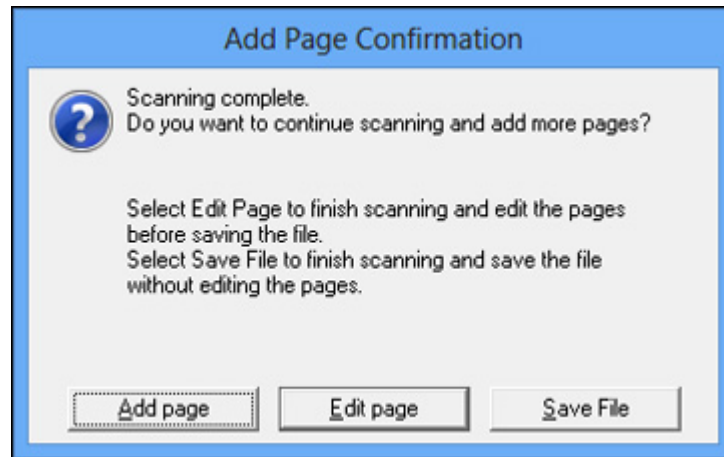 Add Page Confirmation
Scanning complete.
Do you want to continue scanning and add more pages?
Select Edit Page to finish scanning and edit the pages
before saving the file.
Select Save File to finish scanning and save the file
without editing the pages.
Add page
Edit page
Save File